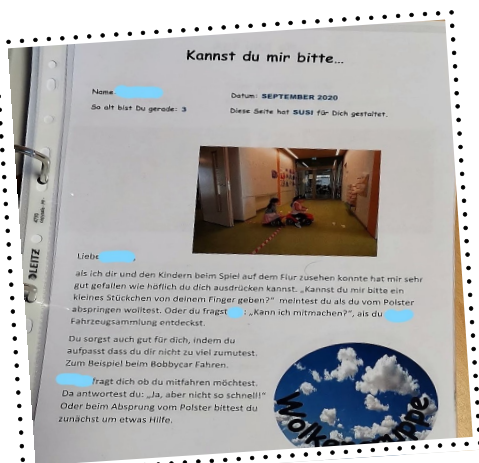 Kannst du mir bitte…
Name:
Datum: SEPTEMBER 2020
So alt bist Du gerade: 3
Diese Seite hat SUSI für Dich gestaltet.
LEITZ
Liebe ,
als ich dir und den Kindern beim Spiel auf dem Flur zusehen konnte hat mir sehr
gut gefallen wie höflich du dich ausdrücken kannst. „Kannst du mir bitte ein
kleines Stückchen von deinem Finger geben?“ meintest du als du vom Polster
abspringen wolltest. Oder du fragst : „Kann ich mitmachen?“, als du
Fahrzeugsammlung entdeckst.
Du sorgst auch gut für dich, indem du
aufpasst dass du dir nicht zu viel zumutest.
Zum Beispiel beim Bobbycar Fahren.
fragt dich ob du mitfahren möchtest.
Da antwortest du: „Ja, aber nicht so schnell!“
Oder beim Absprung vom Polster bittest du
zunächst um etwas Hilfe.